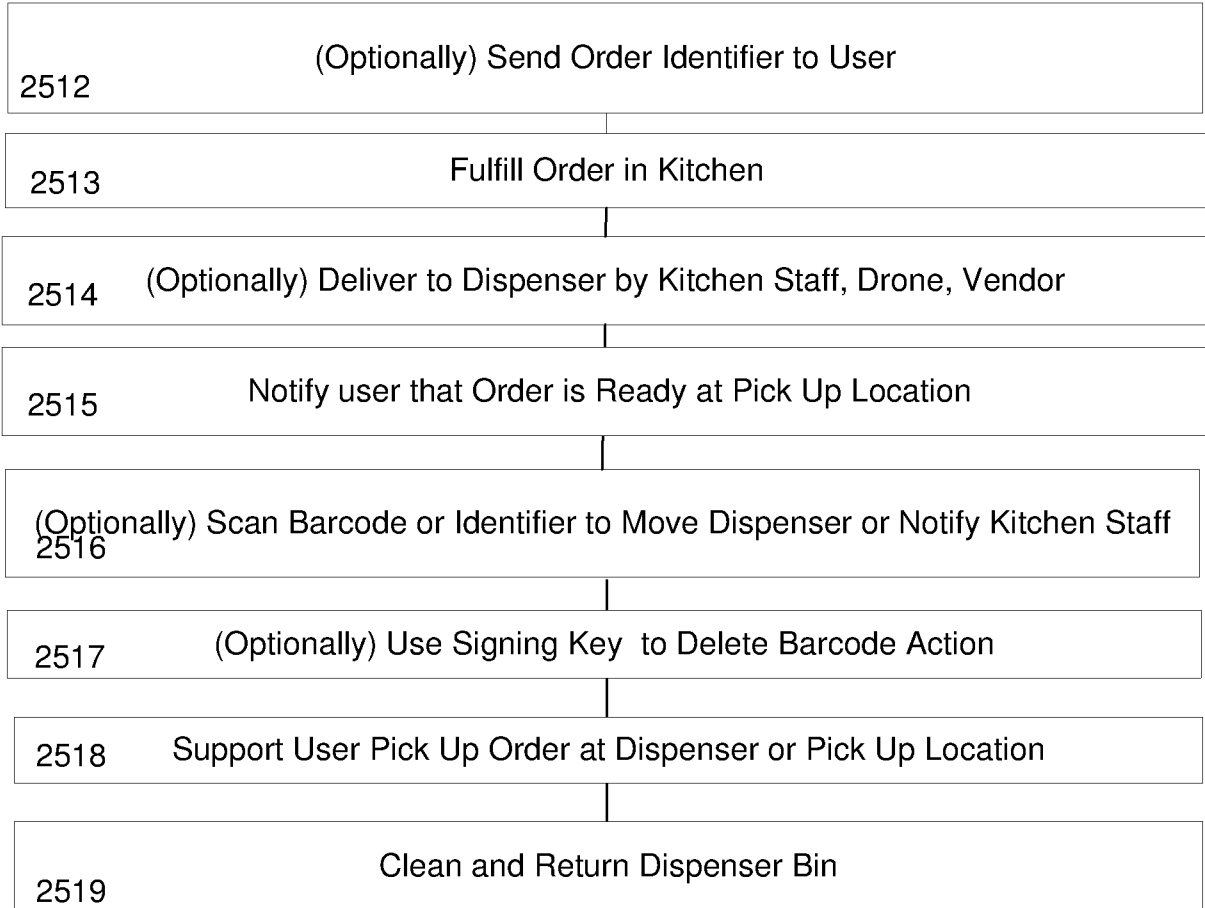 (Optionally) Send Order Identifier to User
2512
Fulfill Order in Kitchen
2513
(Optionally) Deliver to Dispenser by Kitchen Staff, Drone, Vendor
2514
Notify user that Order is Ready at Pick Up Location
2515
(Optionally) Scan Barcode or Identifier to Move Dispenser or Notify Kitchen Staff
2516
(Optionally) Use Signing Key to Delete Barcode Action
2517
Support User Pick Up Order at Dispenser or Pick Up Location
2518
Clean and Return Dispenser Bin
2519